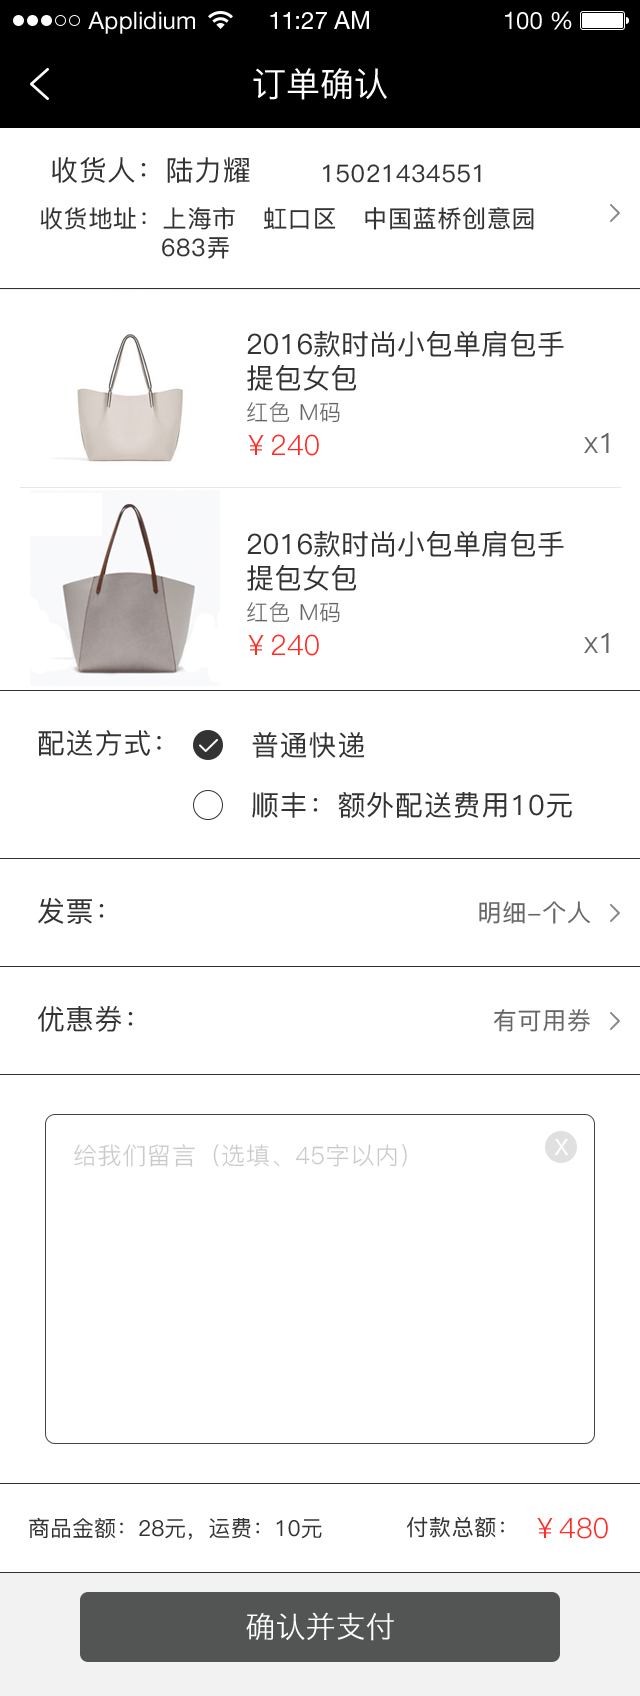 Applidium 11:27 AM 100 %
订单确认
收货人：陆力耀 15021434551
收货地址：上海市 虹口区 中国蓝桥创意园
683弄
2016款时尚小包单肩包手
提包女包
红色 M码
￥240 x1
2016款时尚小包单肩包手
提包女包
红色 M码
￥240 x1
配送方式： 普通快递
顺丰：额外配送费用10元
发票： 明细-个人
优惠券： 有可用券
给我们留言（选填、45字以内） X
商品金额：28元，运费：10元 付款总额： ￥480
确认并支付